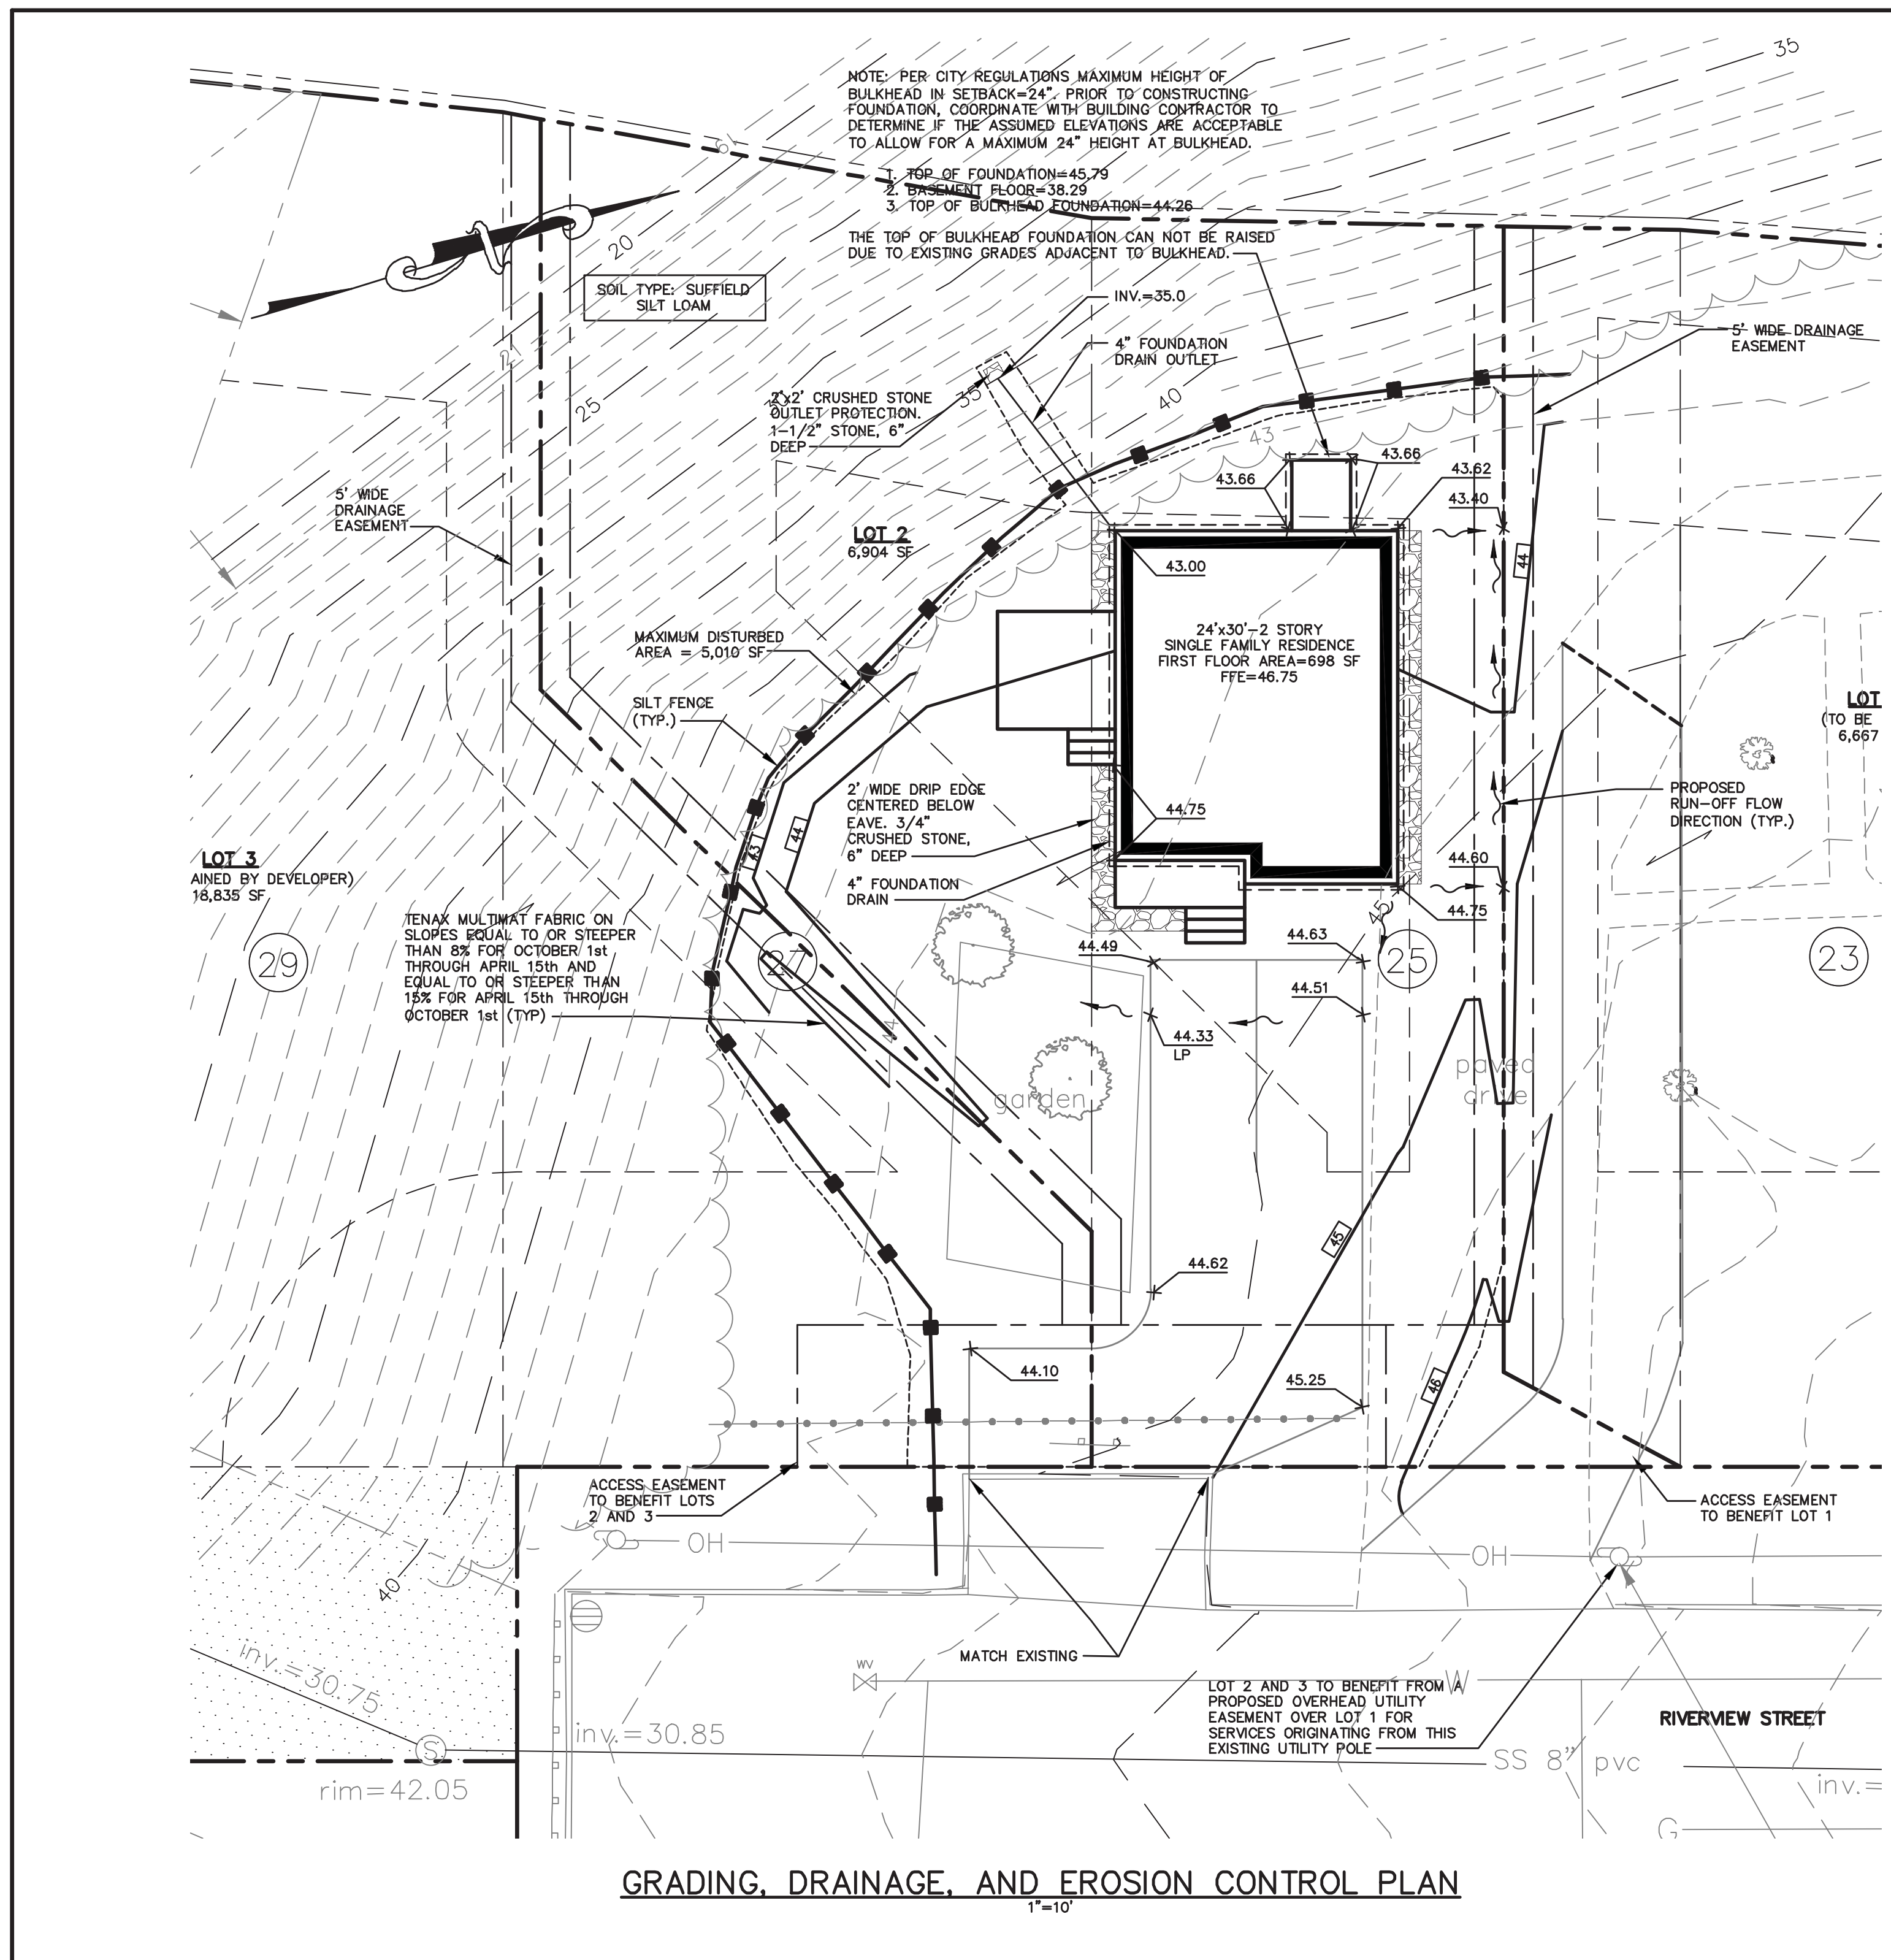 35
NOTE: PER CITY REGULATIONS MAXIMUM HEIGHT OF
BULKHEAD IN SETBACK=24". PRIOR TO CONSTRUCTING
FOUNDATION, COORDINATE WITH BUILDING CONTRACTOR TO
DETERMINE IF THE ASSUMED ELEVATIONS ARE ACCEPTABLE
TO ALLOW FOR A MAXIMUM 24" HEIGHT AT BULKHEAD.
1. TOP OF FOUNDATION=45.79
2. BASEMENT FLOOR=38.29
3. TOP OF BULKHEAD FOUNDATION=44.26
THE TOP OF BULKHEAD FOUNDATION CAN NOT BE RAISED
DUE TO EXISTING GRADES ADJACENT TO BULKHEAD.
20
SOIL TYPE: SUFFIELD
SILT LOAM
INV.=35.0
5' WIDE DRAINAGE
EASEMENT
4" FOUNDATION
DRAIN OUTLET
21
25
2'x2' CRUSHED STONE
OUTLET PROTECTION.
1-1/2" STONE, 6"
DEEP
35
40
43
43.66
43.66
43.62
43.40
5' WIDE
DRAINAGE
EASEMENT
LOT 2
6,904 SF
43.00
44
24'x30'-2 STORY
SINGLE FAMILY RESIDENCE
FIRST FLOOR AREA=698 SF
FFE=46.75
MAXIMUM DISTURBED
AREA = 5,010 SF
SILT FENCE
(TYP.)
LOT
(TO BE
6,667
2' WIDE DRIP EDGE
CENTERED BELOW
EAVE. 3/4"
CRUSHED STONE,
6" DEEP
44.75
PROPOSED
RUN-OFF FLOW
DIRECTION (TYP.)
43
44
LOT 3
AINED BY DEVELOPER)
18,835 SF
4" FOUNDATION
DRAIN
44.60
44.75
45
TENAX MULTIMAT FABRIC ON
SLOPES EQUAL TO OR STEEPER
THAN 8% FOR OCTOBER 1st
THROUGH APRIL 15th AND
EQUAL TO OR STEEPER THAN
15% FOR APRIL 15th THROUGH
OCTOBER 1st (TYP)
29
27
25
23
44.49
44.63
44.51
44.33
LP
44
garden
paved
drive
45
44.62
44.10
45.25
46
ACCESS EASEMENT
TO BENEFIT LOTS
2 AND 3
ACCESS EASEMENT
TO BENEFIT LOT 1
OH
OH
40
MATCH EXISTING
WV
W
LOT 2 AND 3 TO BENEFIT FROM A
PROPOSED OVERHEAD UTILITY
EASEMENT OVER LOT 1 FOR
SERVICES ORIGINATING FROM THIS
EXISTING UTILITY POLE
RIVERVIEW STREET
inv.=30.75
inv.=30.85
S
SS 8" pvc
inv.=
rim=42.05
G
GRADING, DRAINAGE, AND EROSION CONTROL PLAN
1"=10'